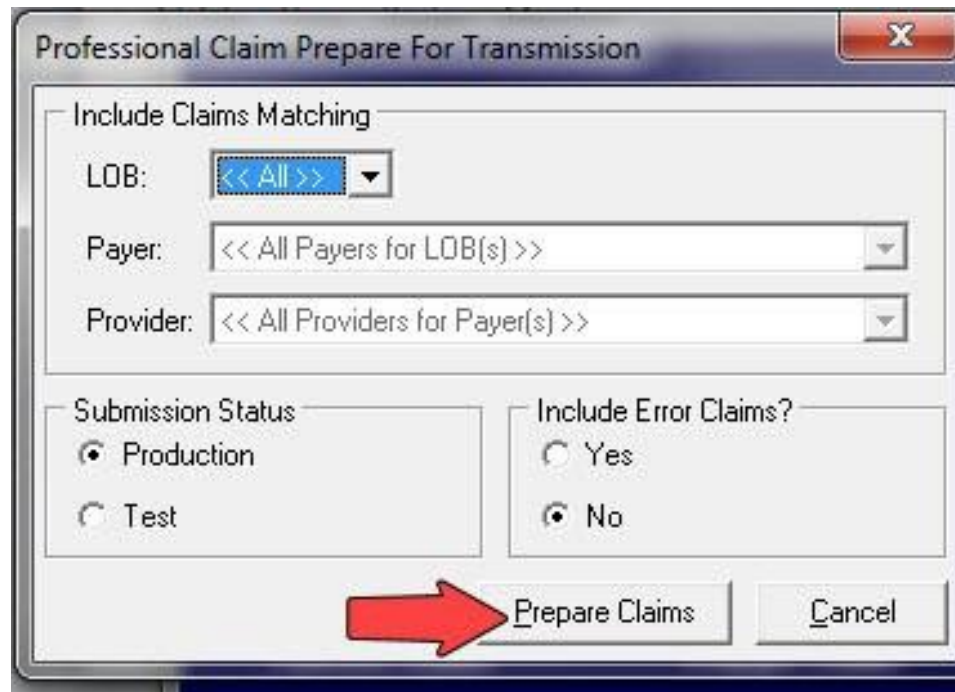 Professional Claim Prepare For Transmission
Include Claims Matching
LOB: << All >>
Payer: << All Payers for LOB(s) >>
Provider: << All Providers for Payer(s) >>
Submission Status
Production
Test
Include Error Claims?
Yes
No
Prepare Claims
Cancel